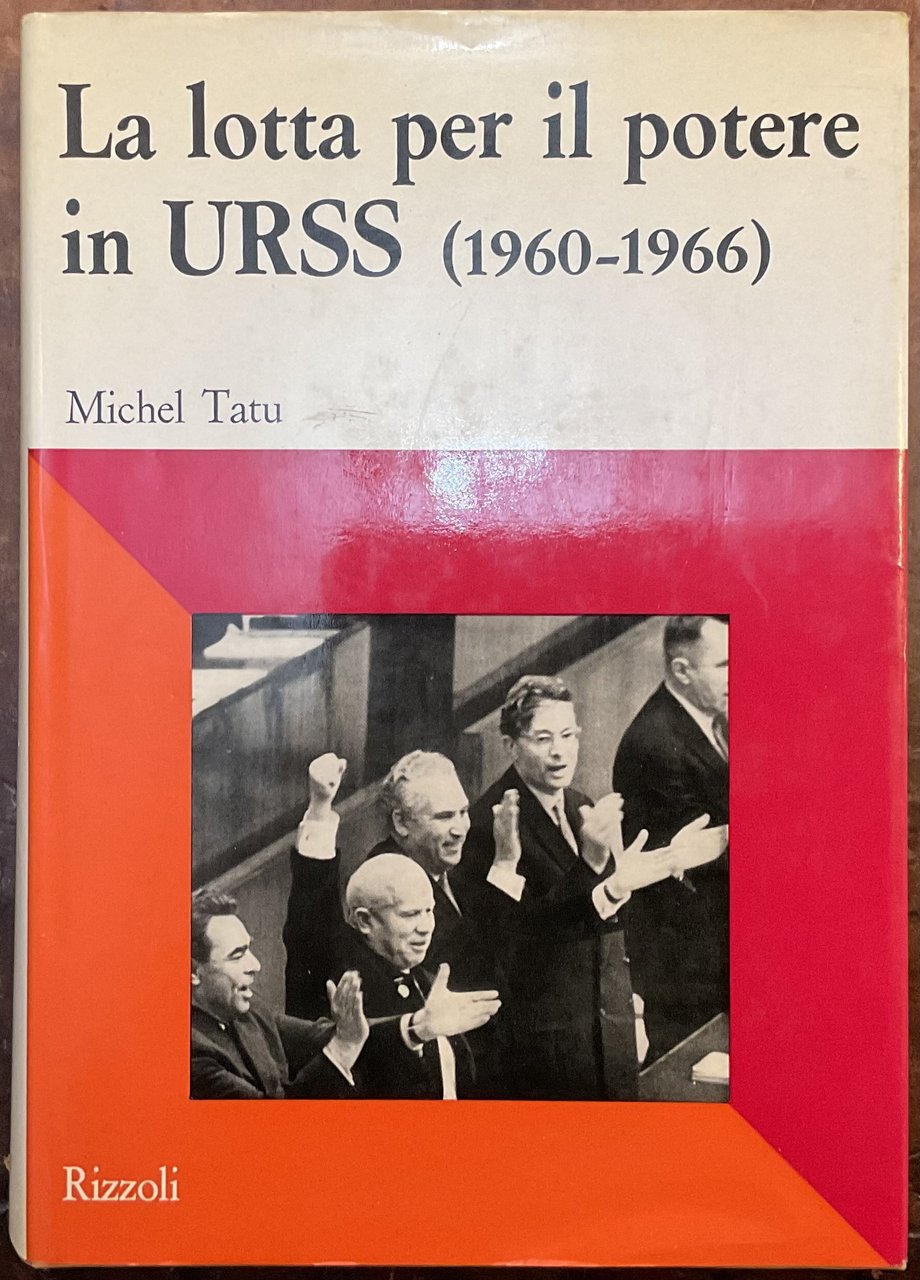 La lotta per il potere
in URSS (1960-1966)
Michel Tatu
Rizzoli